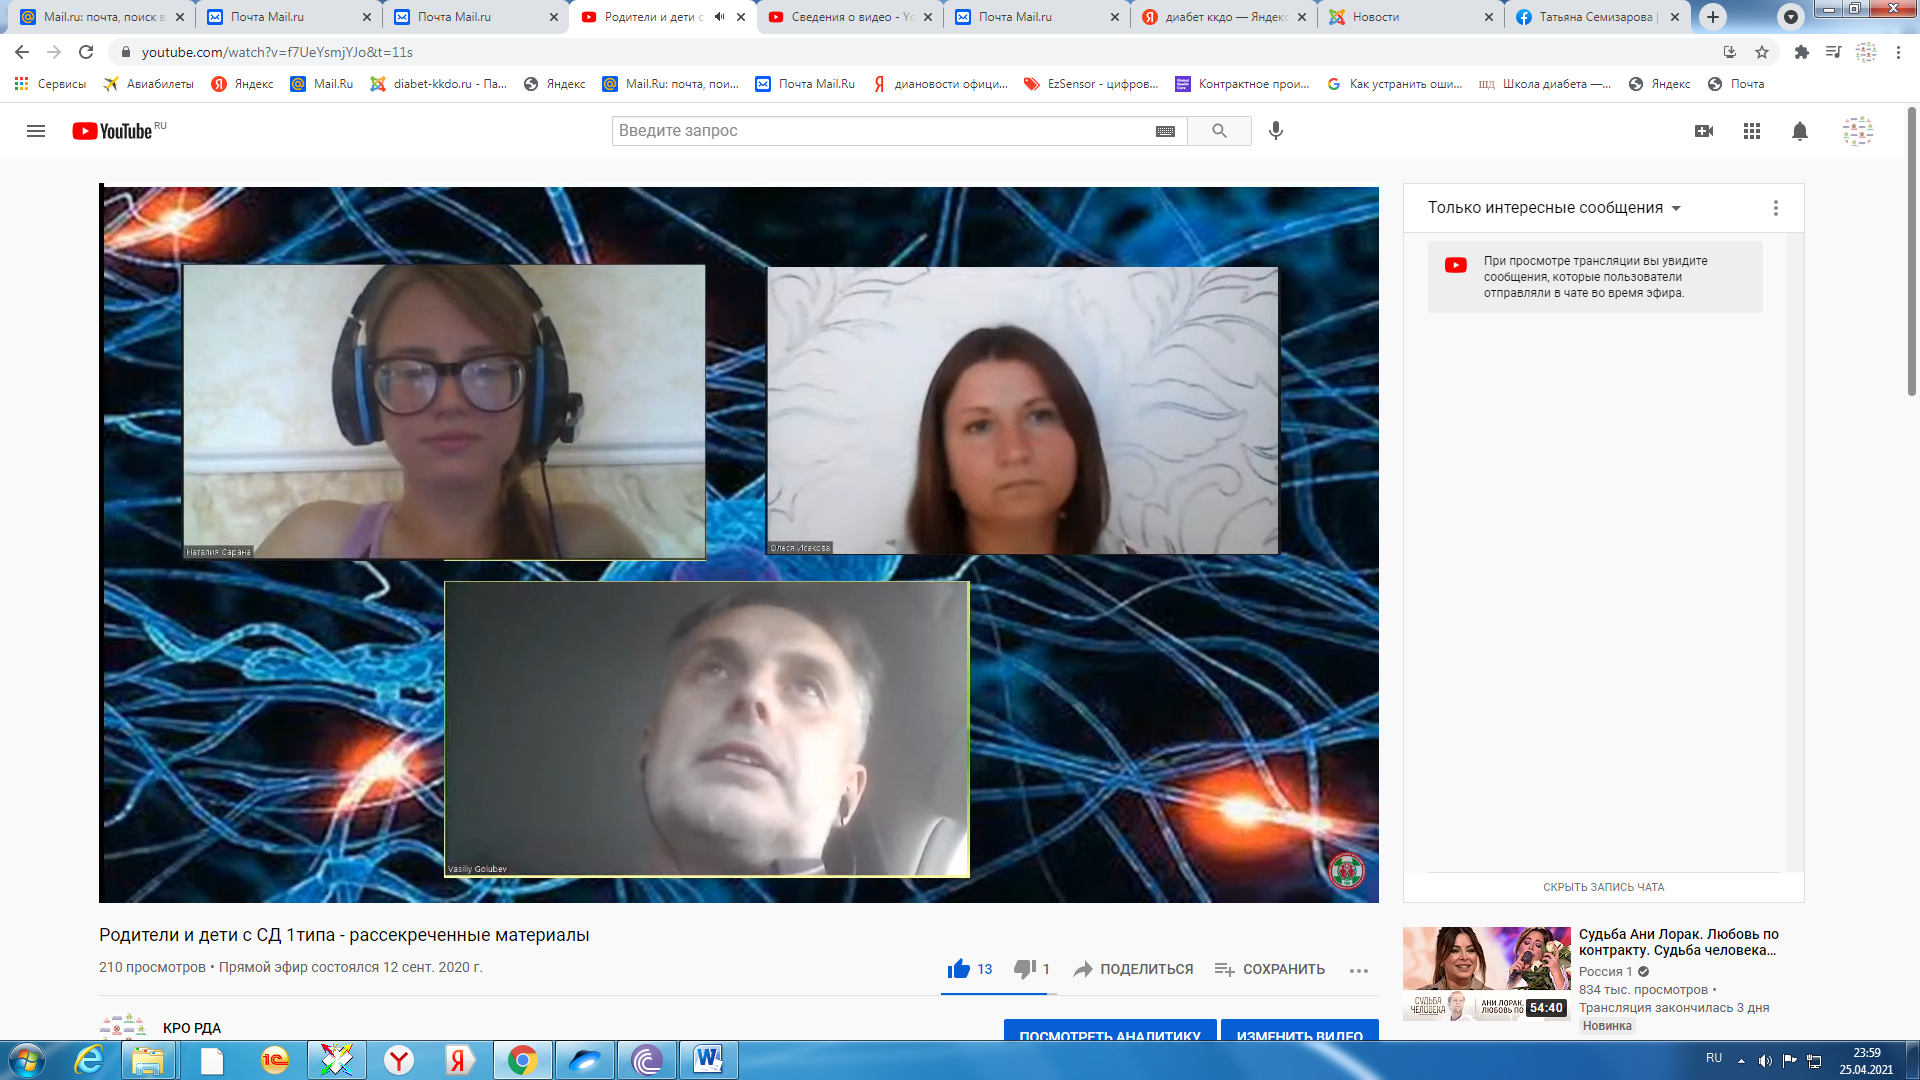 Mail.ru: почта, поиск в
Почта Mail.ru
Почта Mail.ru
Родители и дети с
Сведения о видео - Yo
Почта Mail.ru
диабет ккдо — Яндекс
Новости
Татьяна Семизарова |
youtube.com/watch?v=f7UeYsmjYJo&t=11s
Сервисы
Авиабилеты
Яндекс
Mail.Ru
diabet-kkdo.ru - Па...
Яндекс
Mail.Ru: почта, пои...
Почта Mail.Ru
диановости офици...
EzSensor - цифров...
Контрактное прои...
Как устранить оши...
Школа диабета —...
Яндекс
Почта
YouTube RU
Введите запрос
Наталия Сарана
Олеся Исакова
Vasiliy Golubev
Только интересные сообщения
При просмотре трансляции вы увидите
сообщения, которые пользователи
отправляли в чате во время эфира.
СКРЫТЬ ЗАПИСЬ ЧАТА
Родители и дети с СД 1типа - рассекреченные материалы
210 просмотров • Прямой эфир состоялся 12 сент. 2020 г.
13
1
ПОДЕЛИТЬСЯ
СОХРАНИТЬ
КРО РДА
ПОСМОТРЕТЬ АНАЛИТИКУ
ИЗМЕНИТЬ ВИДЕО
СУДЬБА
ЧЕЛОВЕКА
АНИ ЛОРАК.
ЛЮБОВЬ ПО
54:40
Судьба Ани Лорак. Любовь по
контракту. Судьба человека...
Россия 1
834 тыс. просмотров •
Трансляция закончилась 3 дня
Новинка
RU
23:59
25.04.2021